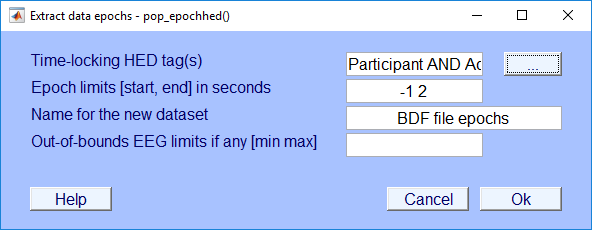 Extract data epochs - pop_epochhed()
Time-locking HED tag(s) Participant AND Ac ...
Epoch limits [start, end] in seconds -1 2
Name for the new dataset BDF file epochs
Out-of-bounds EEG limits if any [min max]
Help Cancel Ok